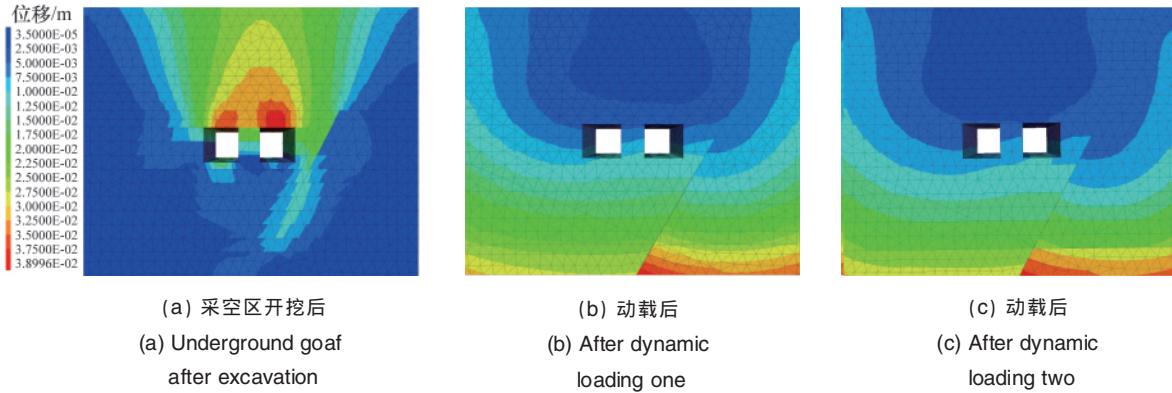 位移/m
3.5000E-05
2.5000E-03
7.5000E-03
1.0000E-02
1.2500E-02
1.5000E-02
1.7500E-02
2.0000E-02
2.2500E-02
2.5000E-02
2.7500E-02
3.0000E-02
3.2500E-02
3.5000E-02
3.7500E-02
3.8996E-02
(a) 采空区开挖后
(a) Underground goaf
after excavation
(b) 动载后
(b) After dynamic
loading one
(c) 动载后
(c) After dynamic
loading two